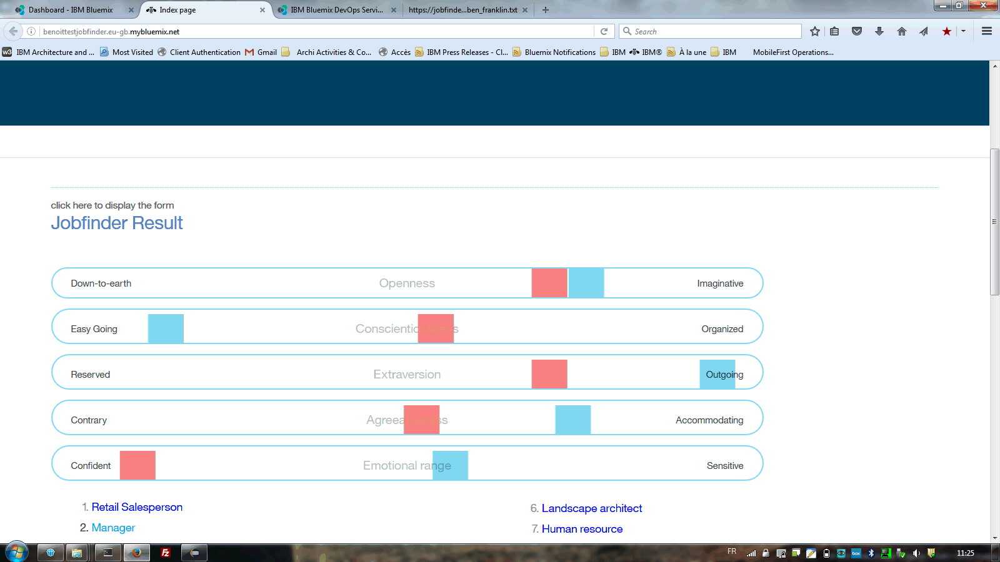 Dashboard - IBM Bluemix
Index page
IBM Bluemix DevOps Servi...
https://jobfinde...ben_franklin.txt
benoittestjobfinder.eu-gb.mybluemix.net
Search
w3 IBM Architecture and ...
Most Visited
Client Authentication
Gmail
Archi Activities & Co...
Accès
IBM Press Releases - Cl...
Bluemix Notifications
IBM
IBM®
À la une
IBM
MobileFirst Operations...
click here to display the form
Jobfinder Result
Down-to-earth Openness Imaginative
Easy Going Conscientiousness Organized
Reserved Extraversion Outgoing
Contrary Agreeableness Accommodating
Confident Emotional range Sensitive
1. Retail Salesperson
2. Manager
6. Landscape architect
7. Human resource
FR
box
11:25